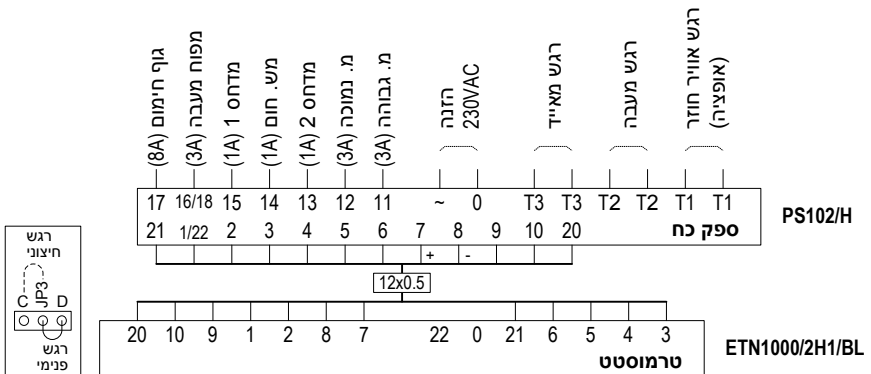 גוף חימום (8A)
מפוח מעבה (3A)
מדחס 1 (1A)
מש. חום (1A)
מדחס 2 (1A)
מ. נמוכה (3A)
מ. גבוהה (3A)
הזנה
230VAC
רגש מאייד
רגש מעבה
רגש אוויר חוזר
(אופציה)
17 16/18 15 14 13 12 11 ~ 0 T3 T3 T2 T2 T1 T1
21 1/22 2 3 4 5 6 7 8 9 10 20 ספק כח
PS102/H
+ -
12x0.5
20 10 9 1 2 8 7 22 0 21 6 5 4 3
תרמוסטט
ETN1000/2H1/BL
רגש
חיצוני
C JP3 D
רגש
פנימי